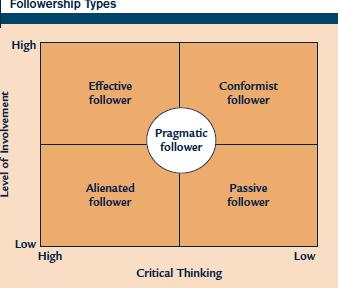 Followership Types
High
Effective
follower
Conformist
follower
Pragmatic
follower
Level of Involvement
Alienated
follower
Passive
follower
Low
High
Low
Critical Thinking